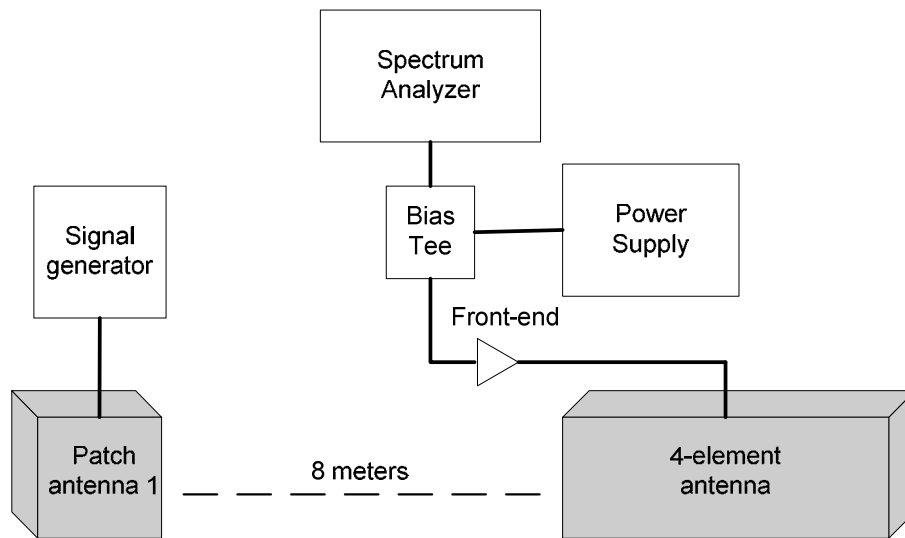 Spectrum
Analyzer
Signal
generator
Bias
Tee
Power
Supply
Front-end
Patch
antenna 1
8 meters
4-element
antenna